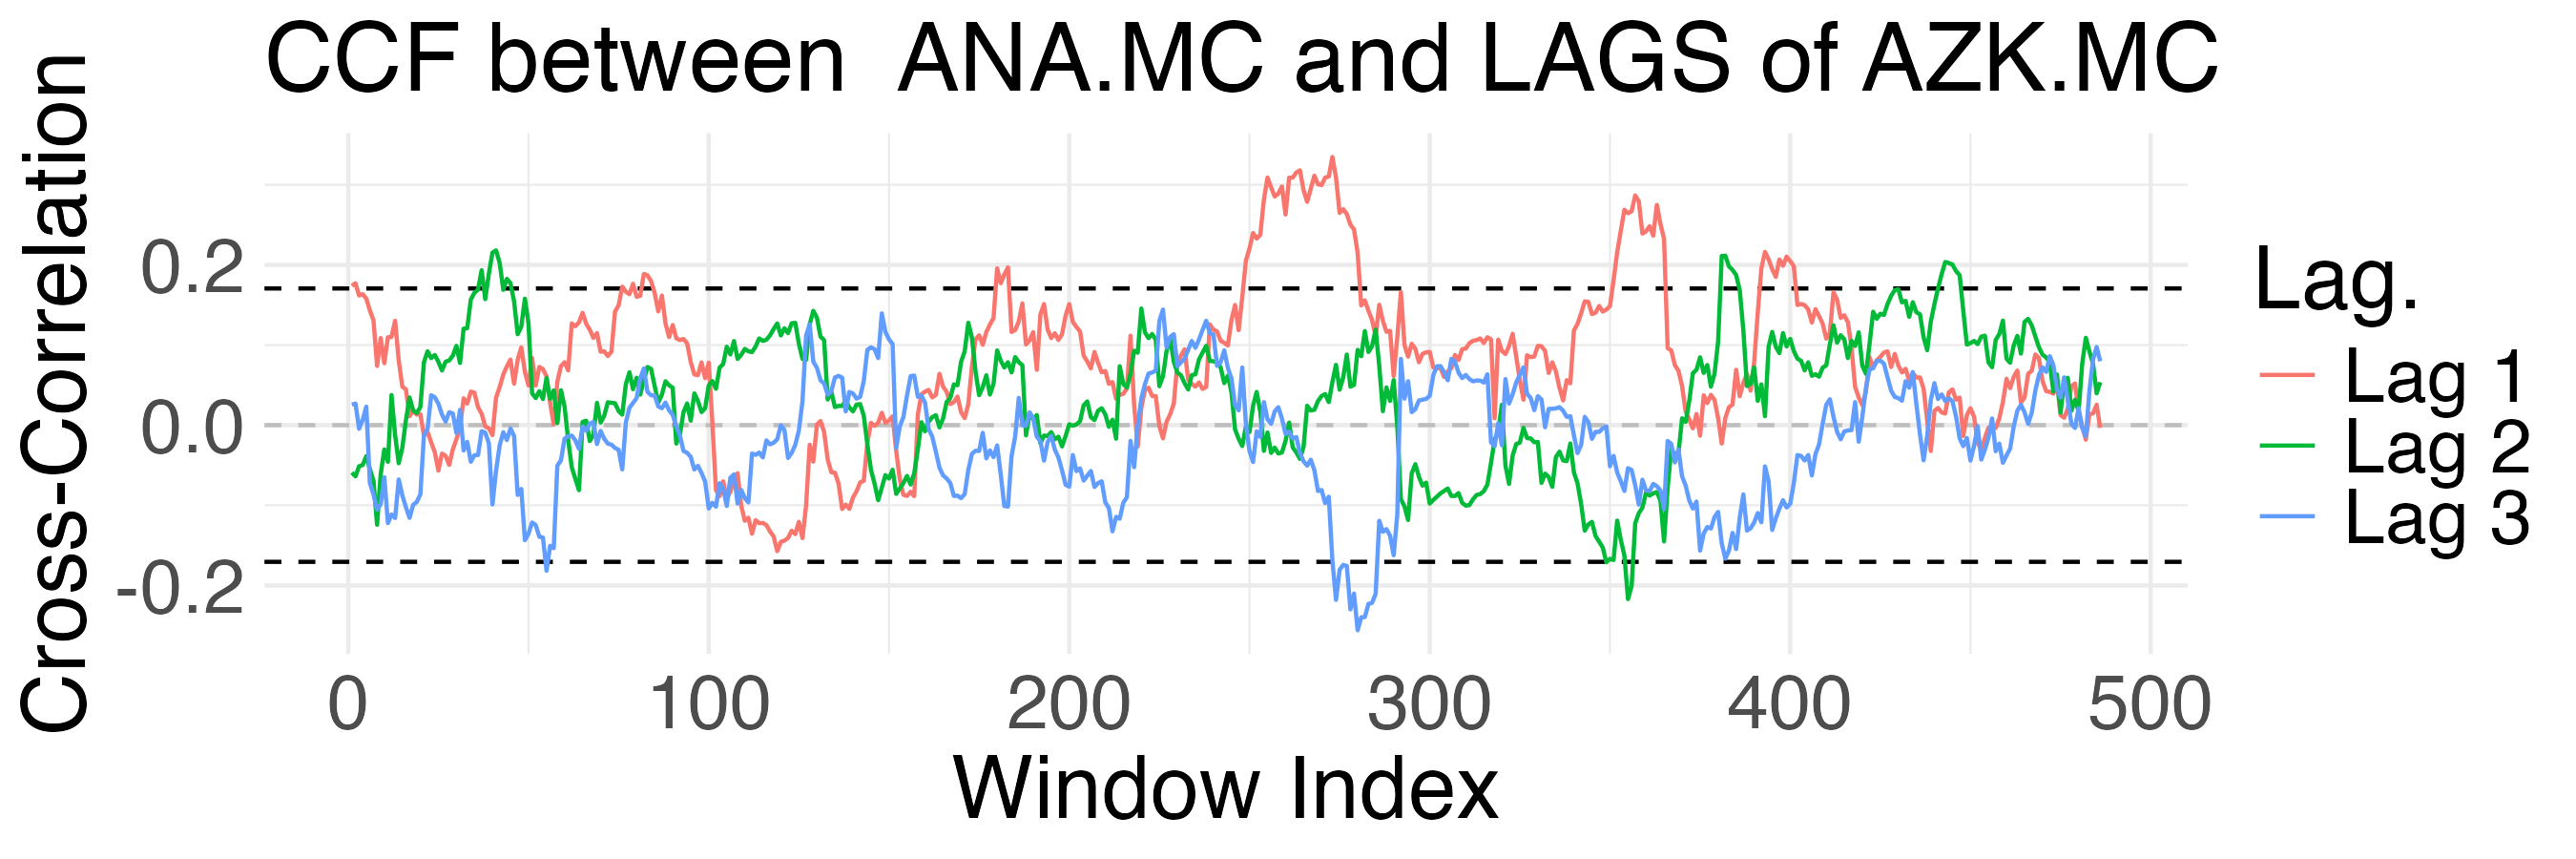 CCF between  ANA.MC and LAGS of AZK.MC
Cross-Correlation
0.2
0.0
-0.2
0 100 200 300 400 500
Window Index
Lag.
Lag 1
Lag 2
Lag 3